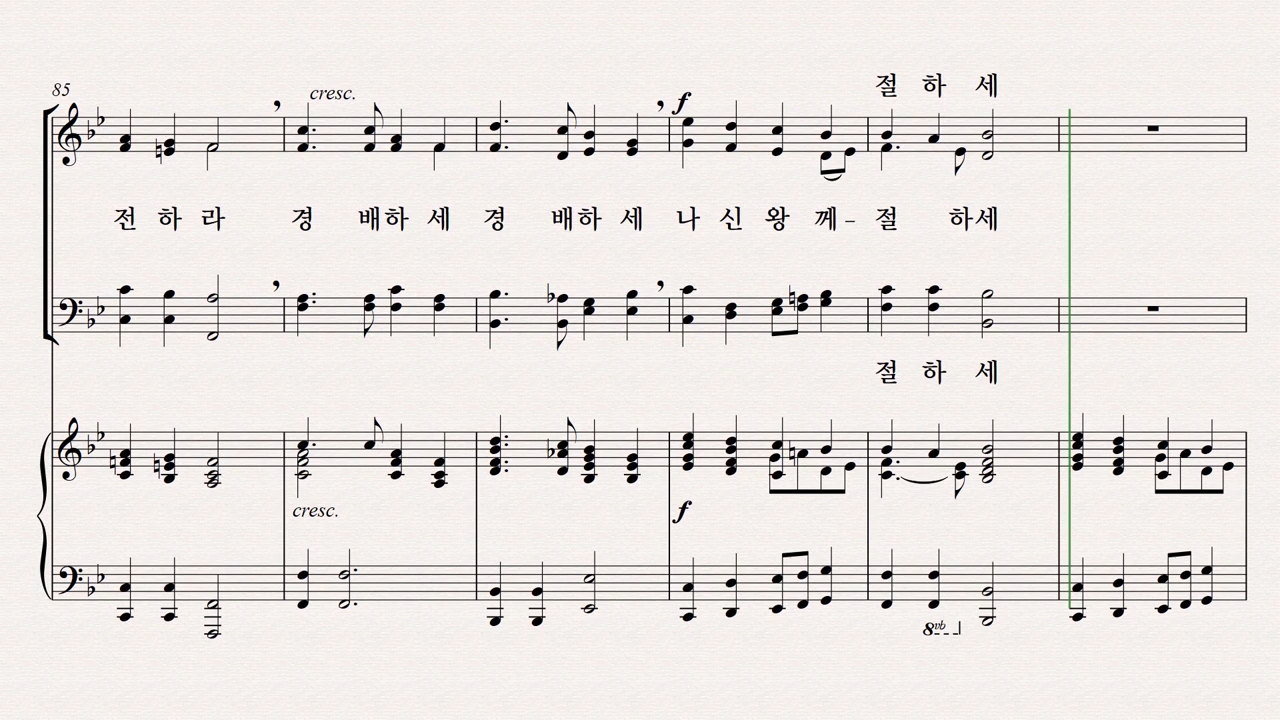 85
cresc.
f
절 하 세
전 하 라 경 배하 세 경 배하 세 나 신 왕 께 - 절 하세
절 하 세
cresc.
f
8vb